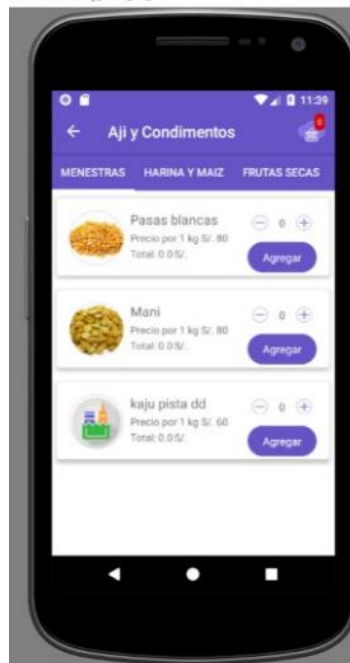 11:39
Aji y Condimentos
0
MENESTRAS HARINA Y MAIZ FRUTAS SECAS
Pasas blancas
Precio por 1 kg S/. 80
Total: 0.0 S/.
0
Agregar
Mani
Precio por 1 kg S/. 80
Total: 0.0 S/.
0
Agregar
kaju pista dd
Precio por 1 kg S/. 60
Total: 0.0 S/.
0
Agregar